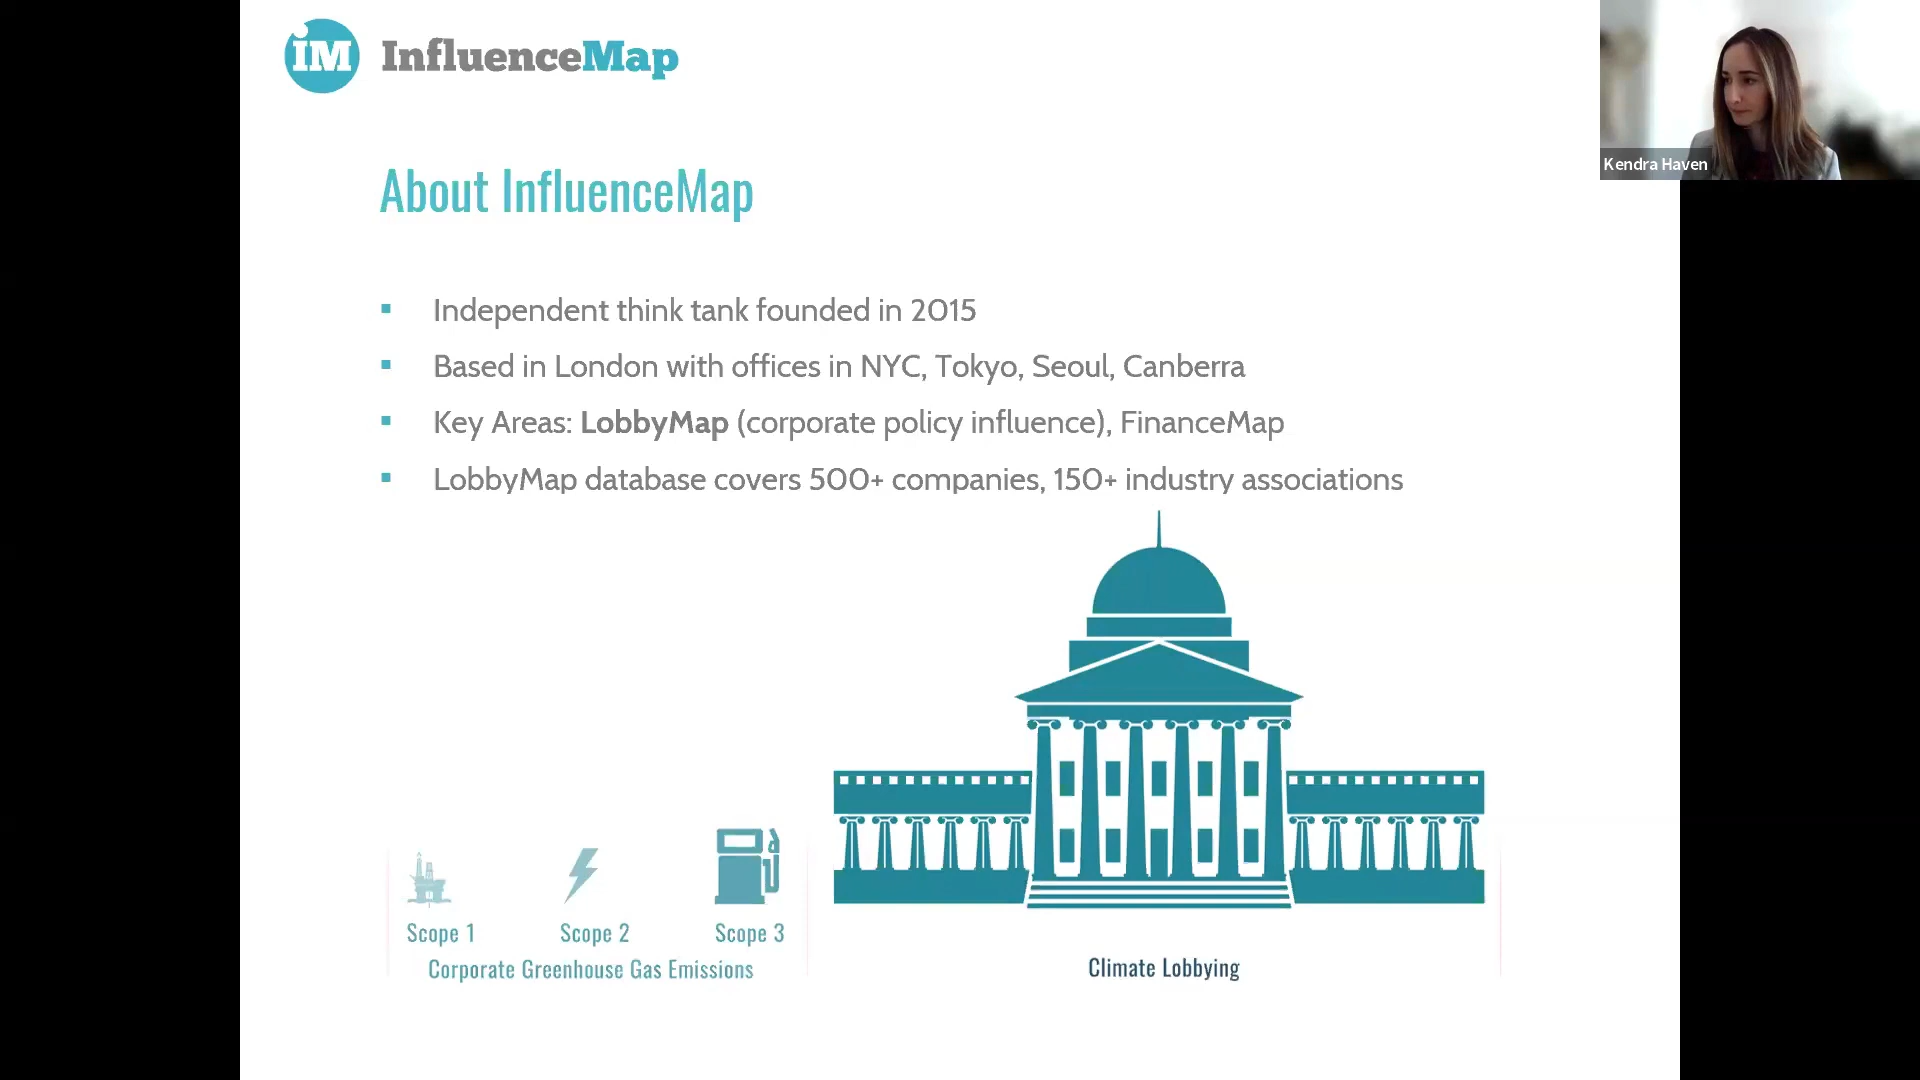 iM InfluenceMap
Kendra Haven
About InfluenceMap
Independent think tank founded in 2015
Based in London with offices in NYC, Tokyo, Seoul, Canberra
Key Areas: LobbyMap (corporate policy influence), FinanceMap
LobbyMap database covers 500+ companies, 150+ industry associations
Scope 1
Scope 2
Scope 3
Corporate Greenhouse Gas Emissions
Climate Lobbying